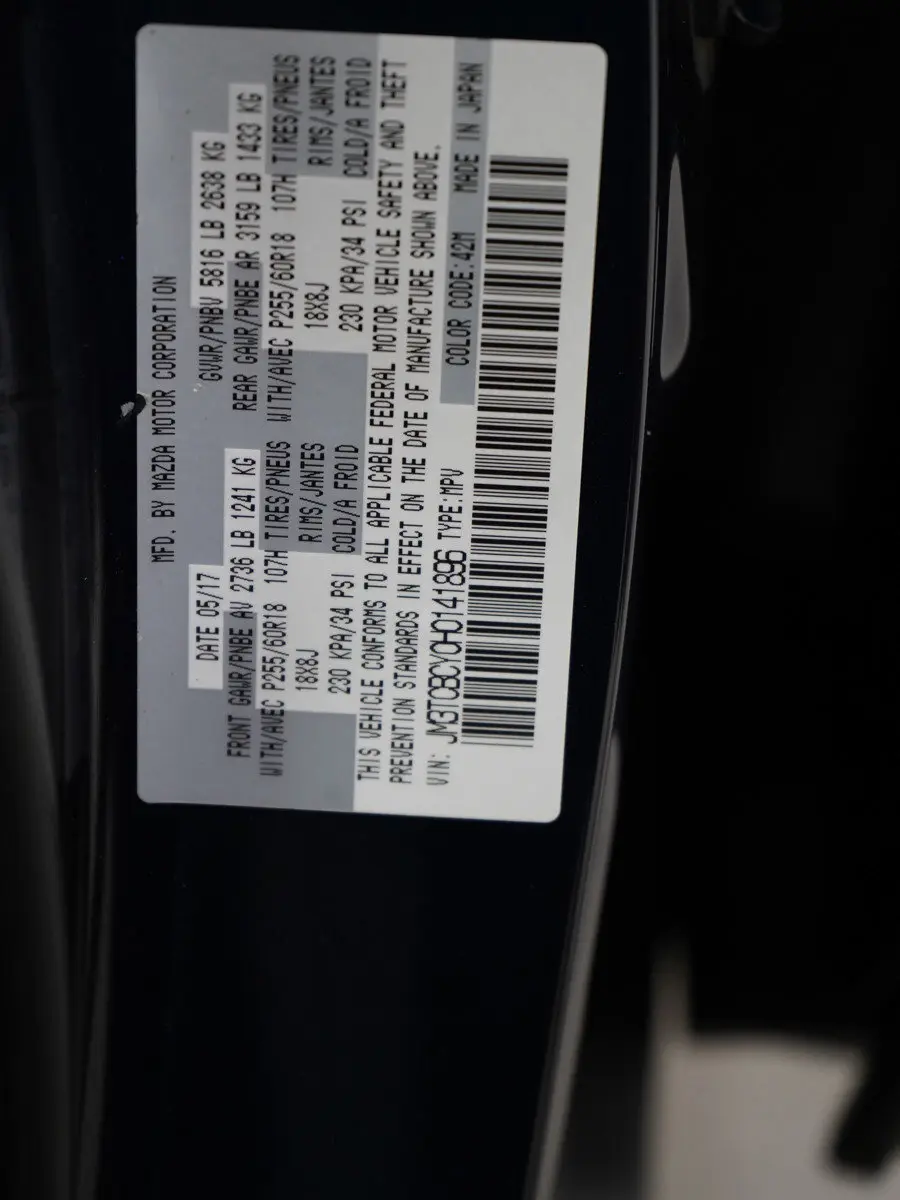 MFD. BY MAZDA MOTOR CORPORATION
DATE 05/17 GVWR/PNBV 5816 LB 2638 KG
FRONT GAWR/PNBE AV 2736 LB 1241 KG REAR GAWR/PNBE AR 3159 LB 1433 KG
WITH/AVEC P255/60R18 107H TIRES/PNEUS WITH/AVEC P255/60R18 107H TIRES/PNEUS
18X8J RIMS/JANTES 18X8J RIMS/JANTES
230 KPA/34 PSI COLD/A FROID 230 KPA/34 PSI COLD/A FROID
THIS VEHICLE CONFORMS TO ALL APPLICABLE FEDERAL MOTOR VEHICLE SAFETY AND THEFT
PREVENTION STANDARDS IN EFFECT ON THE DATE OF MANUFACTURE SHOWN ABOVE.
VIN: JM3TCBCY0H0141896 TYPE:MPV COLOR CODE:42M MADE IN JAPAN